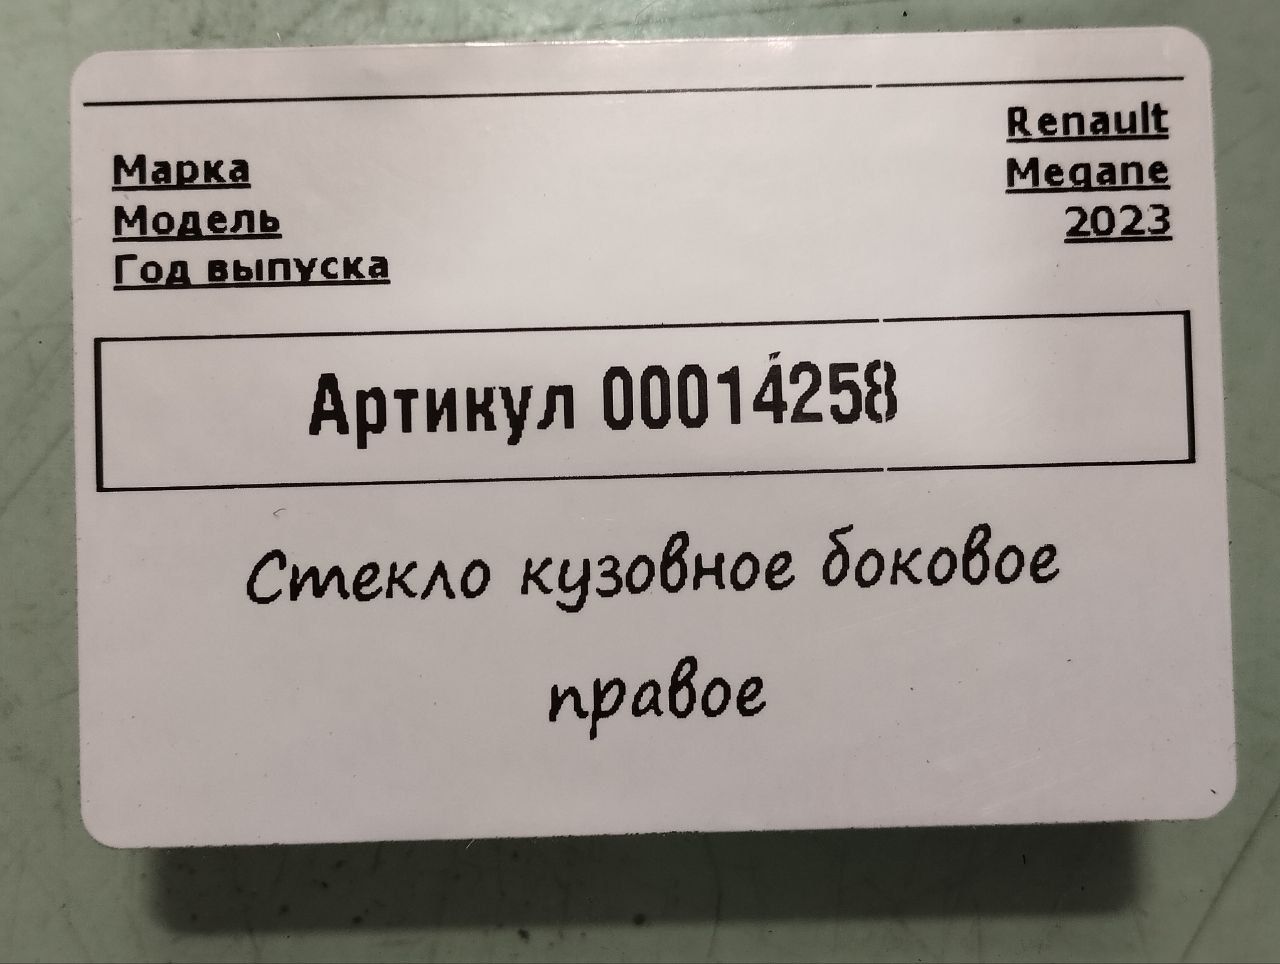 Марка Renault
Модель Megane
Год выпуска 2023
Артикул 00014258
Стекло кузовное боковое
правое